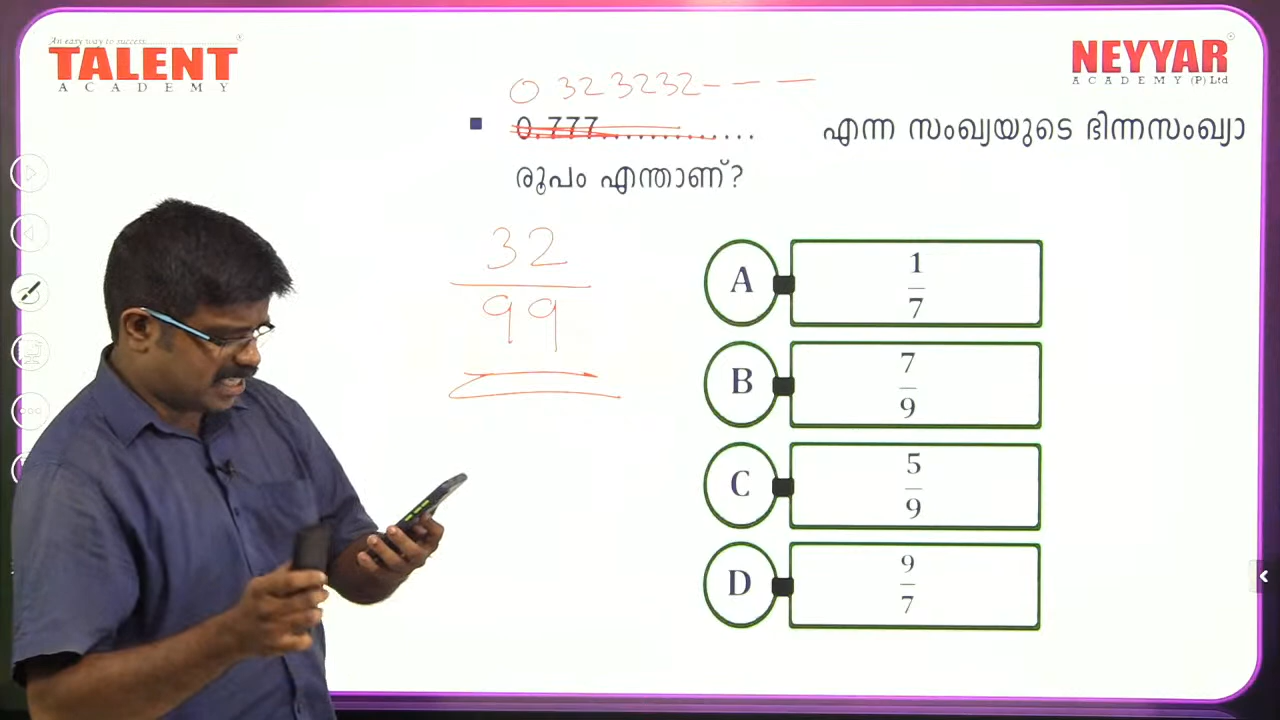 An easy way to success
TALENT
ACADEMY
NEYYAR
ACADEMY (P) Ltd
0 323232- - - -
0.777............... എന്ന സംഖ്യയുടെ ഭിന്നസംഖ്യാ
രൂപം എന്താണ്?
32
99
A 1/7
B 7/9
C 5/9
D 9/7